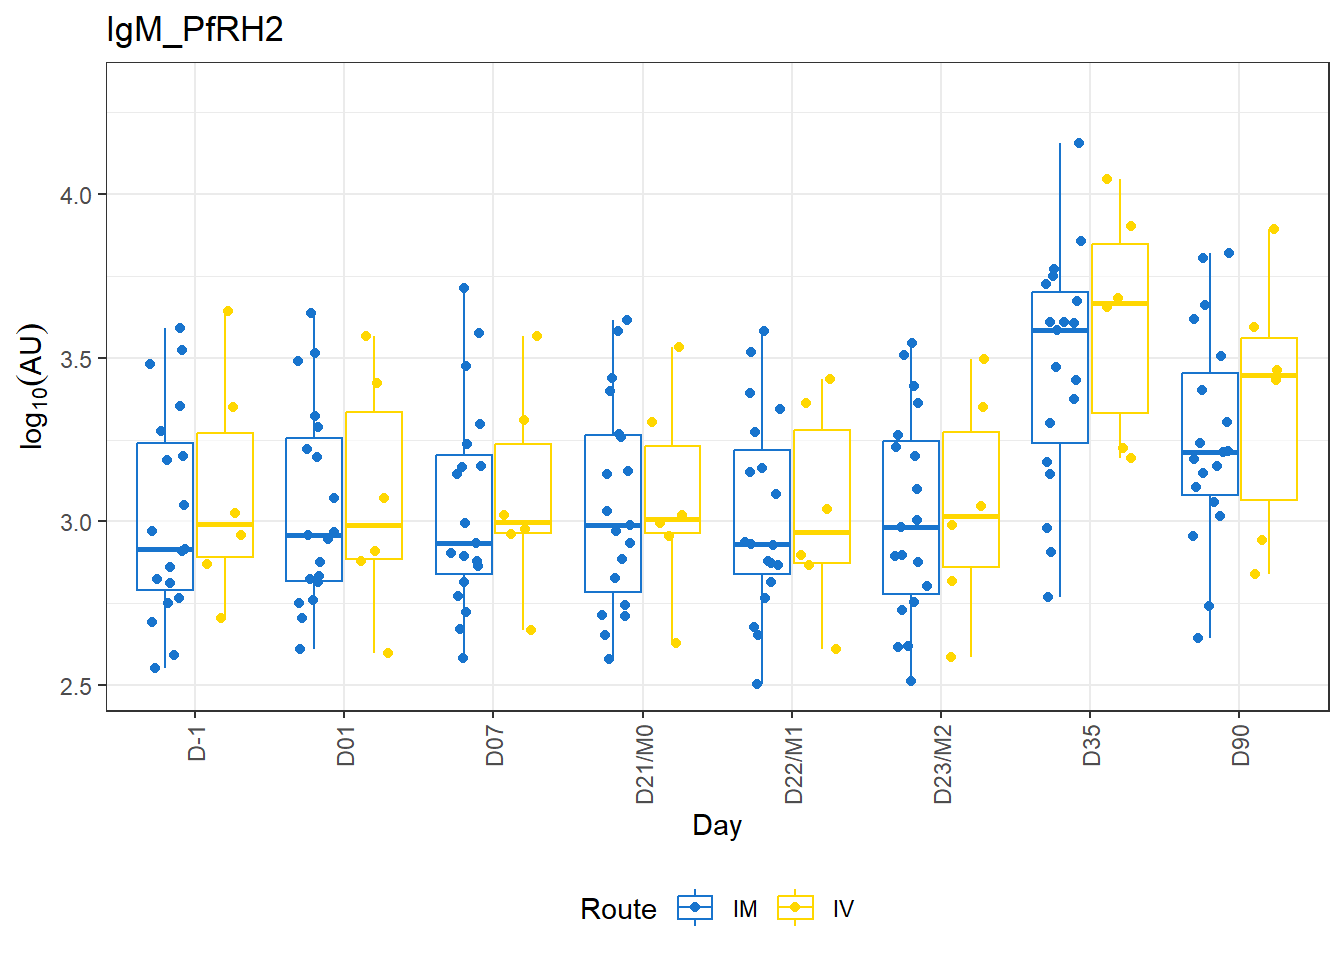 IgM_PfRH2
log10(AU)
4.0
3.5
3.0
2.5
D-1
D01
D07
D21/M0
D22/M1
D23/M2
D35
D90
Day
Route IM IV